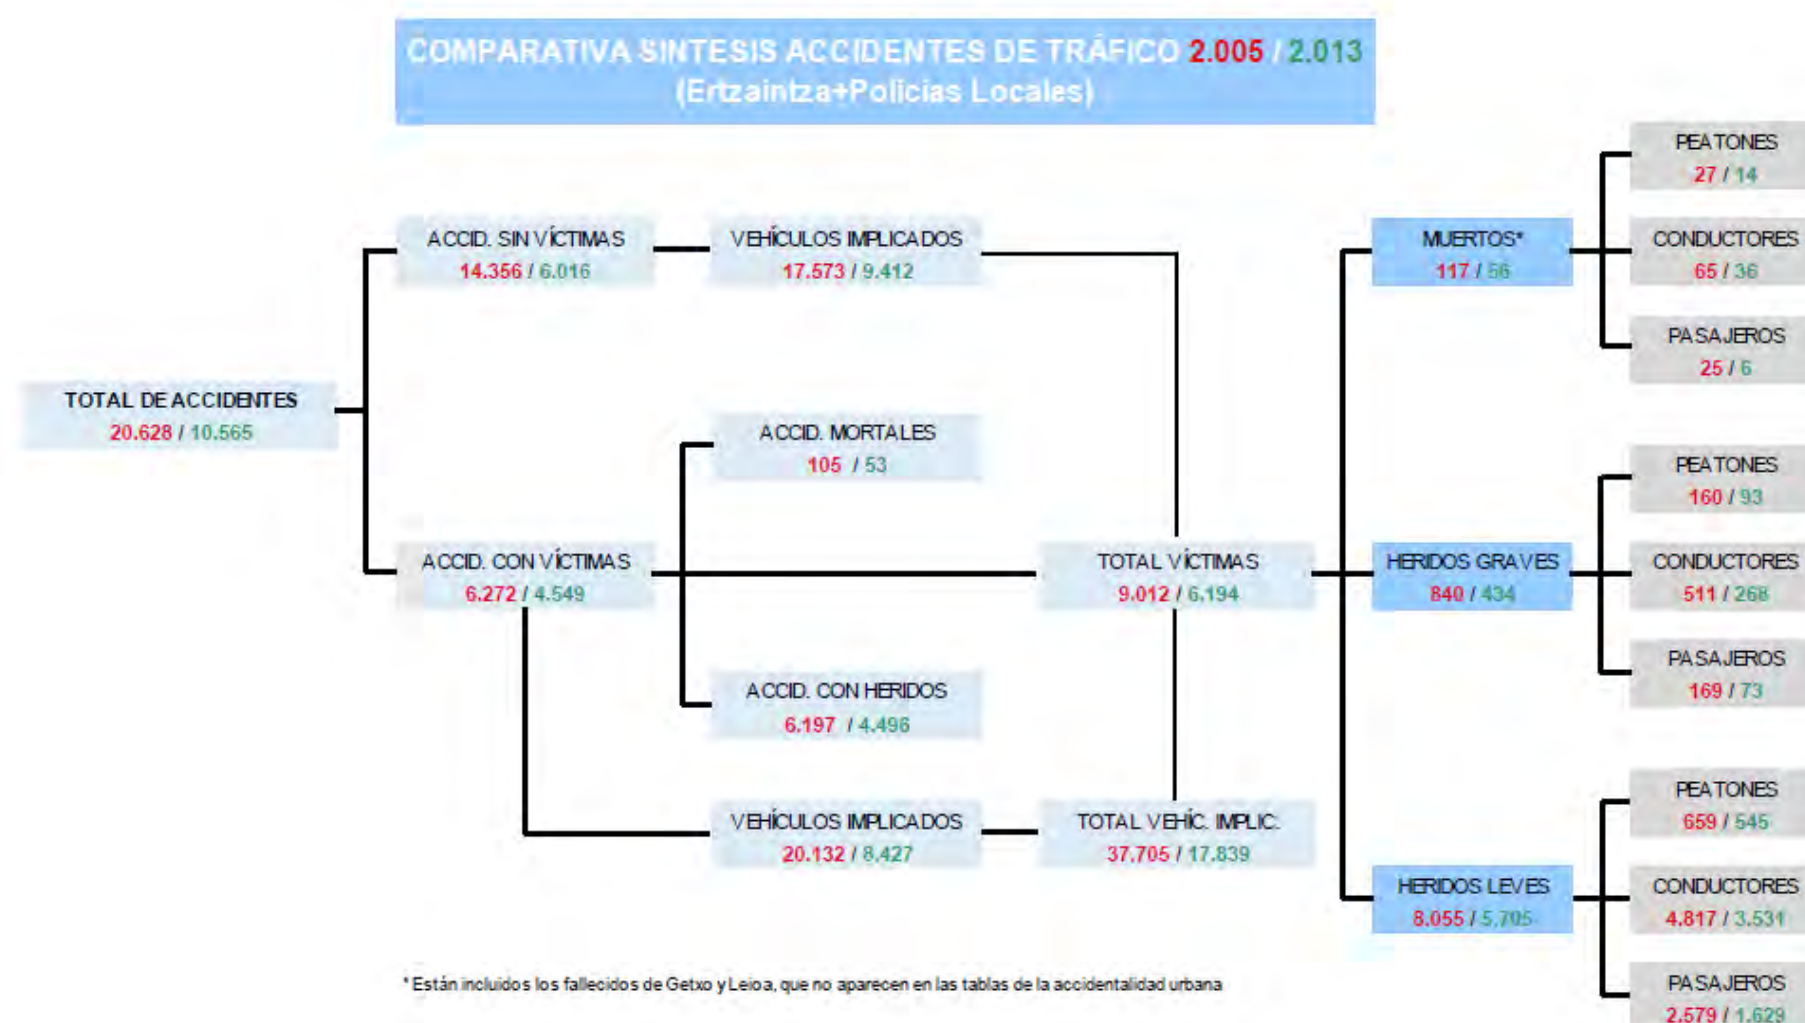 COMPARATIVA SINTESIS ACCIDENTES DE TRÁFICO 2.005 / 2.013
(Ertzaintza+Policias Locales)
TOTAL DE ACCIDENTES
20.628 / 10.565
ACCID. SIN VÍCTIMAS
14.356 / 6.016
VEHÍCULOS IMPLICADOS
17.573 / 9.412
ACCID. MORTALES
105 / 53
ACCID. CON VÍCTIMAS
6.272 / 4.549
ACCID. CON HERIDOS
6.197 / 4.496
VEHÍCULOS IMPLICADOS
20.132 / 8.427
TOTAL VÍCTIMAS
9.012 / 6.194
TOTAL VEHÍC. IMPLIC.
37.705 / 17.839
MUERTOS*
117 / 56
PEATONES
27 / 14
CONDUCTORES
65 / 36
PASAJEROS
25 / 6
HERIDOS GRAVES
840 / 434
PEATONES
160 / 93
CONDUCTORES
511 / 268
PASAJEROS
169 / 73
HERIDOS LEVES
8.055 / 5.705
PEATONES
659 / 545
CONDUCTORES
4.817 / 3.531
PASAJEROS
2.579 / 1.629
* Están incluidos los fallecidos de Getxo y Leioa, que no aparecen en las tablas de la accidentalidad urbana